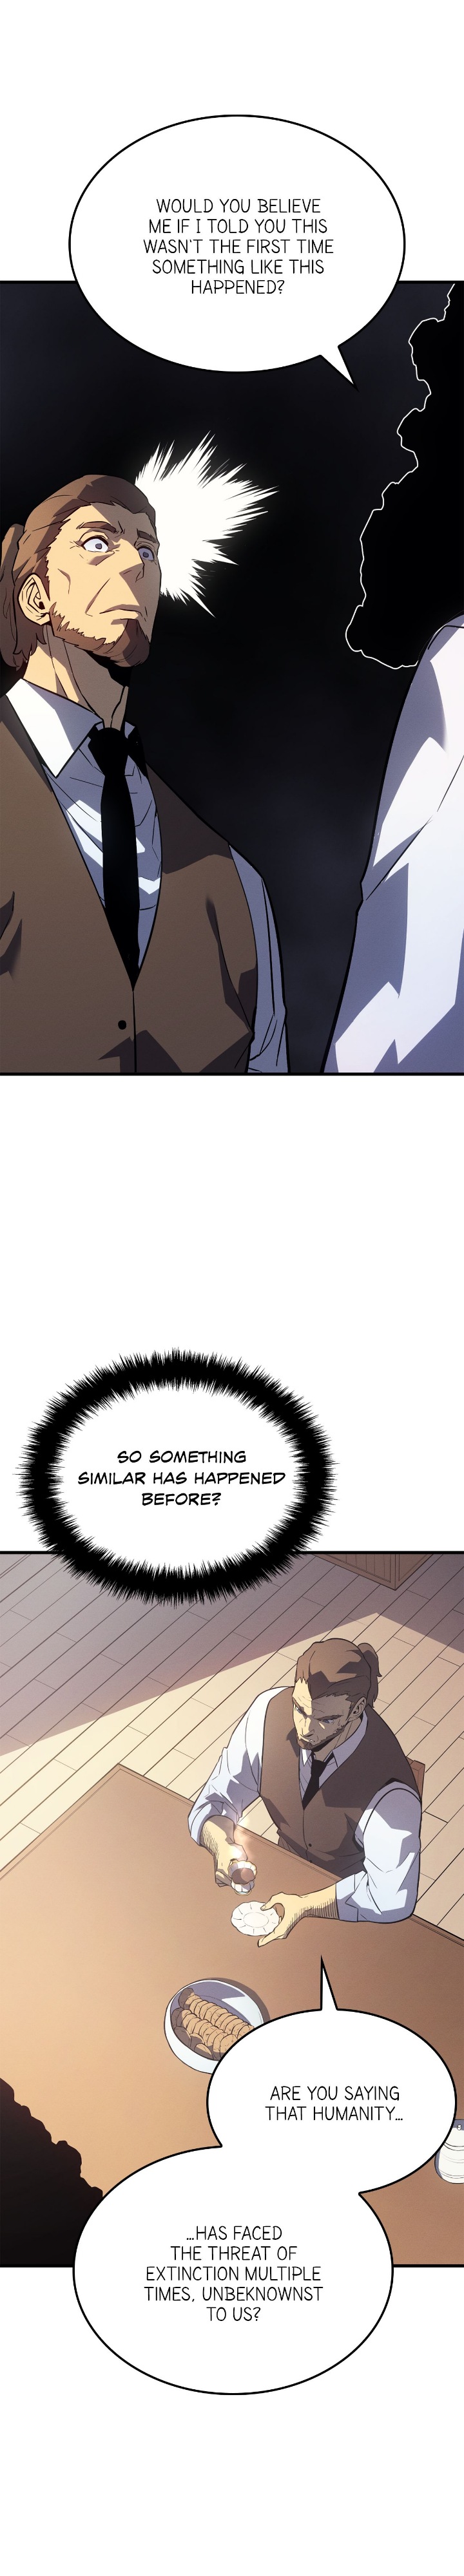 WOULD YOU BELIEVE
ME IF I TOLD YOU THIS
WASN'T THE FIRST TIME
SOMETHING LIKE THIS
HAPPENED?
SO SOMETHING
SIMILAR HAS HAPPENED
BEFORE?
ARE YOU SAYING
THAT HUMANITY...
...HAS FACED
THE THREAT OF
EXTINCTION MULTIPLE
TIMES, UNBEKNOWNST
TO US?